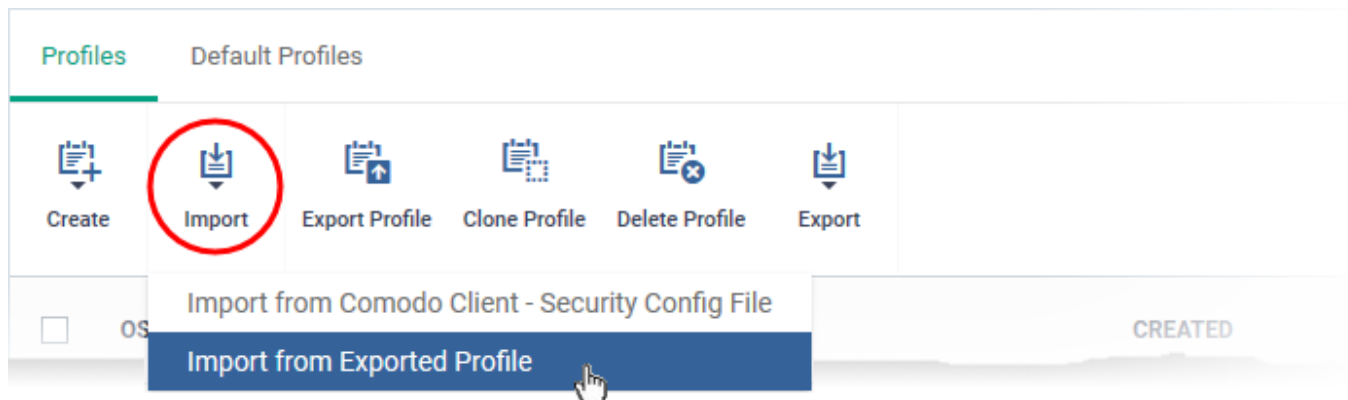 Profiles Default Profiles
Create Import Export Profile Clone Profile Delete Profile Export
Import from Comodo Client - Security Config File
OS CREATED
Import from Exported Profile